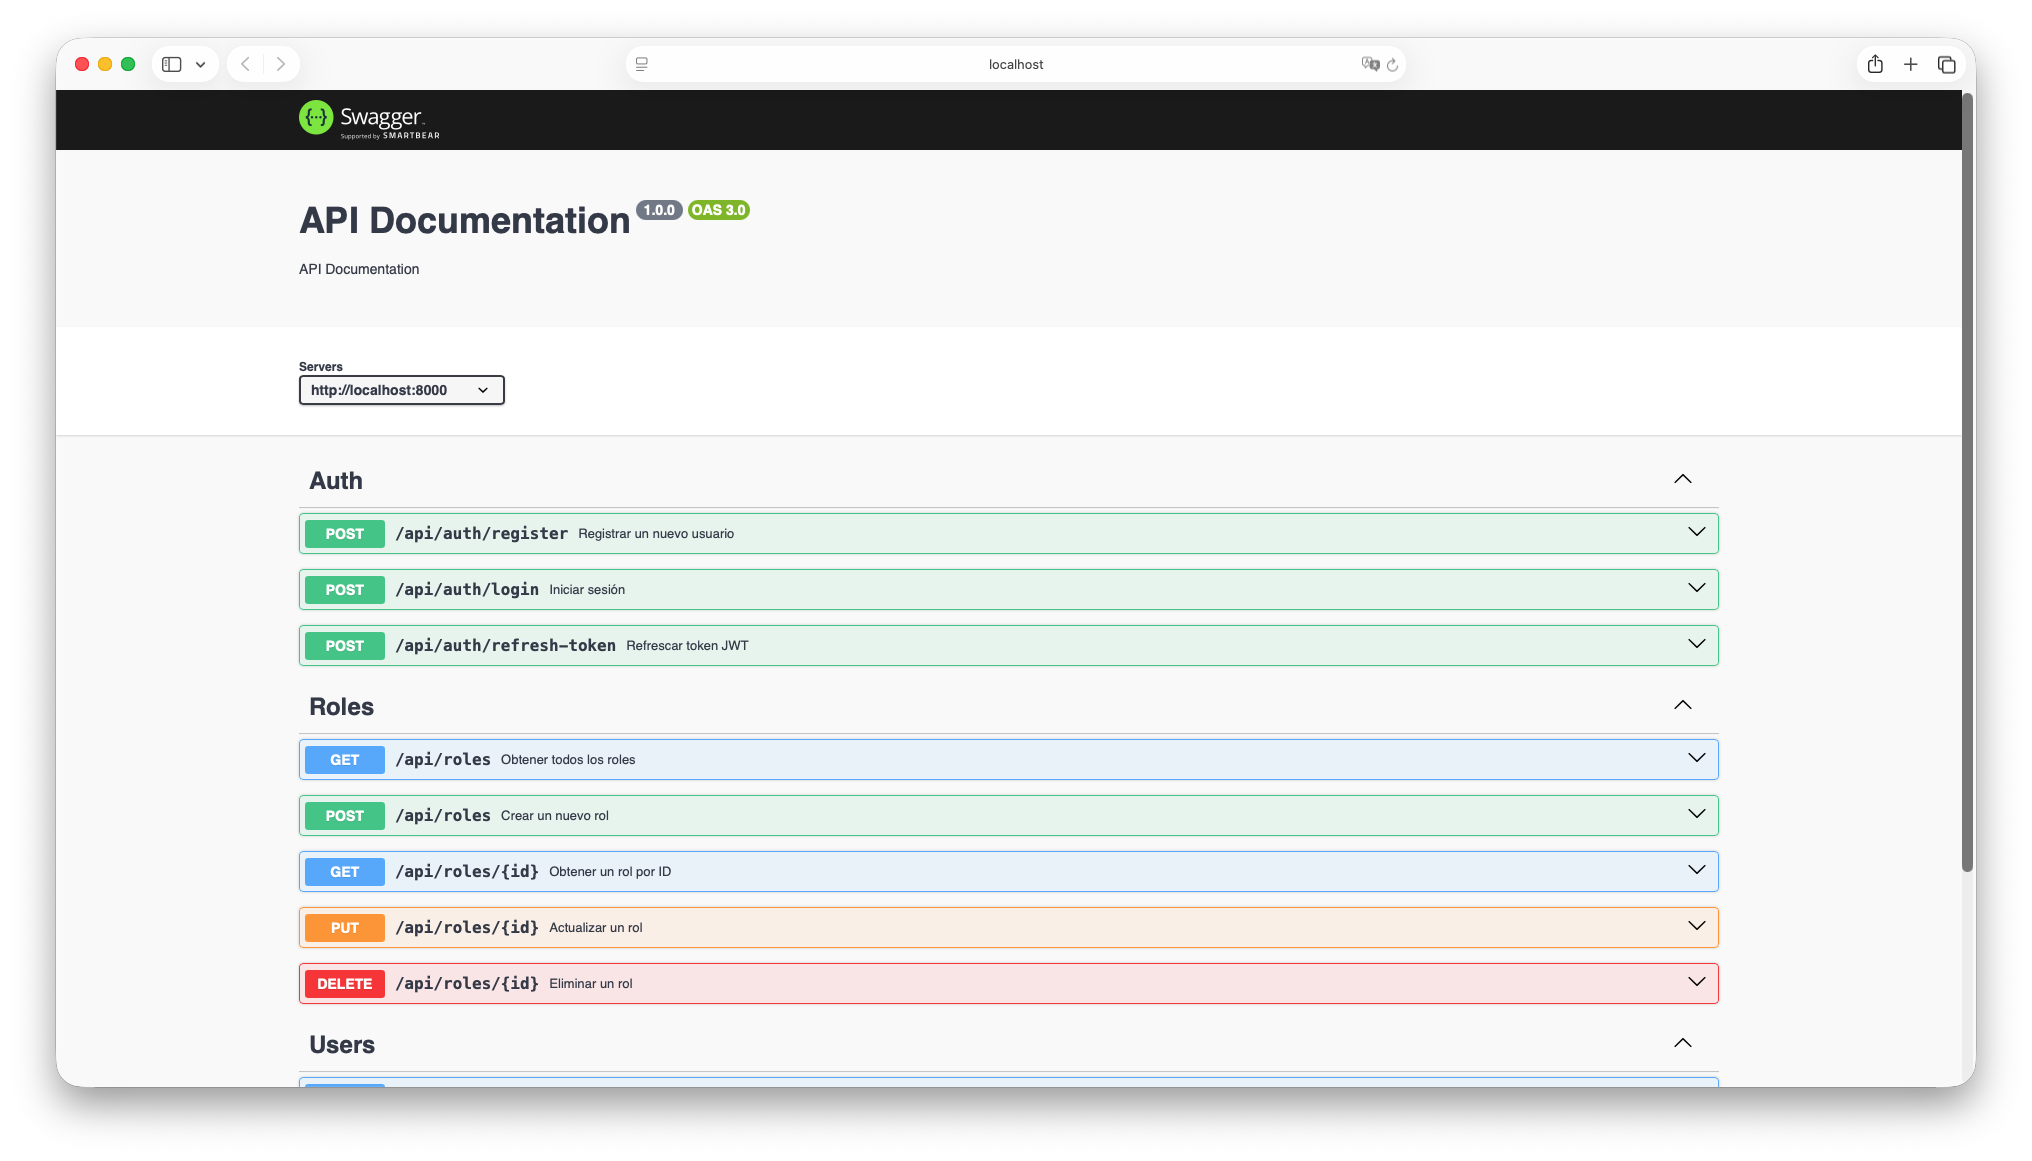 localhost
Swagger
Supported by SMARTBEAR
API Documentation 1.0.0 OAS 3.0
API Documentation
Servers
http://localhost:8000
Auth
POST /api/auth/register Registrar un nuevo usuario
POST /api/auth/login Iniciar sesión
POST /api/auth/refresh-token Refrescar token JWT
Roles
GET /api/roles Obtener todos los roles
POST /api/roles Crear un nuevo rol
GET /api/roles/{id} Obtener un rol por ID
PUT /api/roles/{id} Actualizar un rol
DELETE /api/roles/{id} Eliminar un rol
Users